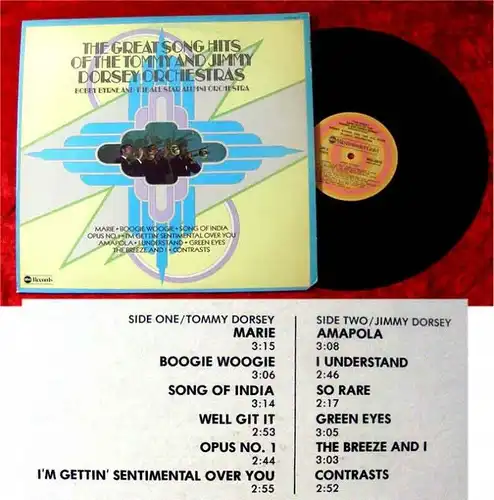 THE GREAT SONG HITS
OF THE TOMMY AND JIMMY
DORSEY ORCHESTRAS
BOBBY BYRNE AND THE ALL STAR ALUMNI ORCHESTRA
MARIE • BOOGIE WOOGIE • SONG OF INDIA
OPUS NO. 1 • I'M GETTIN' SENTIMENTAL OVER YOU
AMAPOLA • I UNDERSTAND • GREEN EYES
THE BREEZE AND I • CONTRASTS
abc Records
SIDE ONE/TOMMY DORSEY
MARIE
3:15
BOOGIE WOOGIE
3:06
SONG OF INDIA
3:14
WELL GIT IT
2:53
OPUS NO. 1
2:44
I'M GETTIN' SENTIMENTAL OVER YOU
2:55
SIDE TWO/JIMMY DORSEY
AMAPOLA
3:08
I UNDERSTAND
2:46
SO RARE
2:17
GREEN EYES
3:05
THE BREEZE AND I
3:03
CONTRASTS
2:52